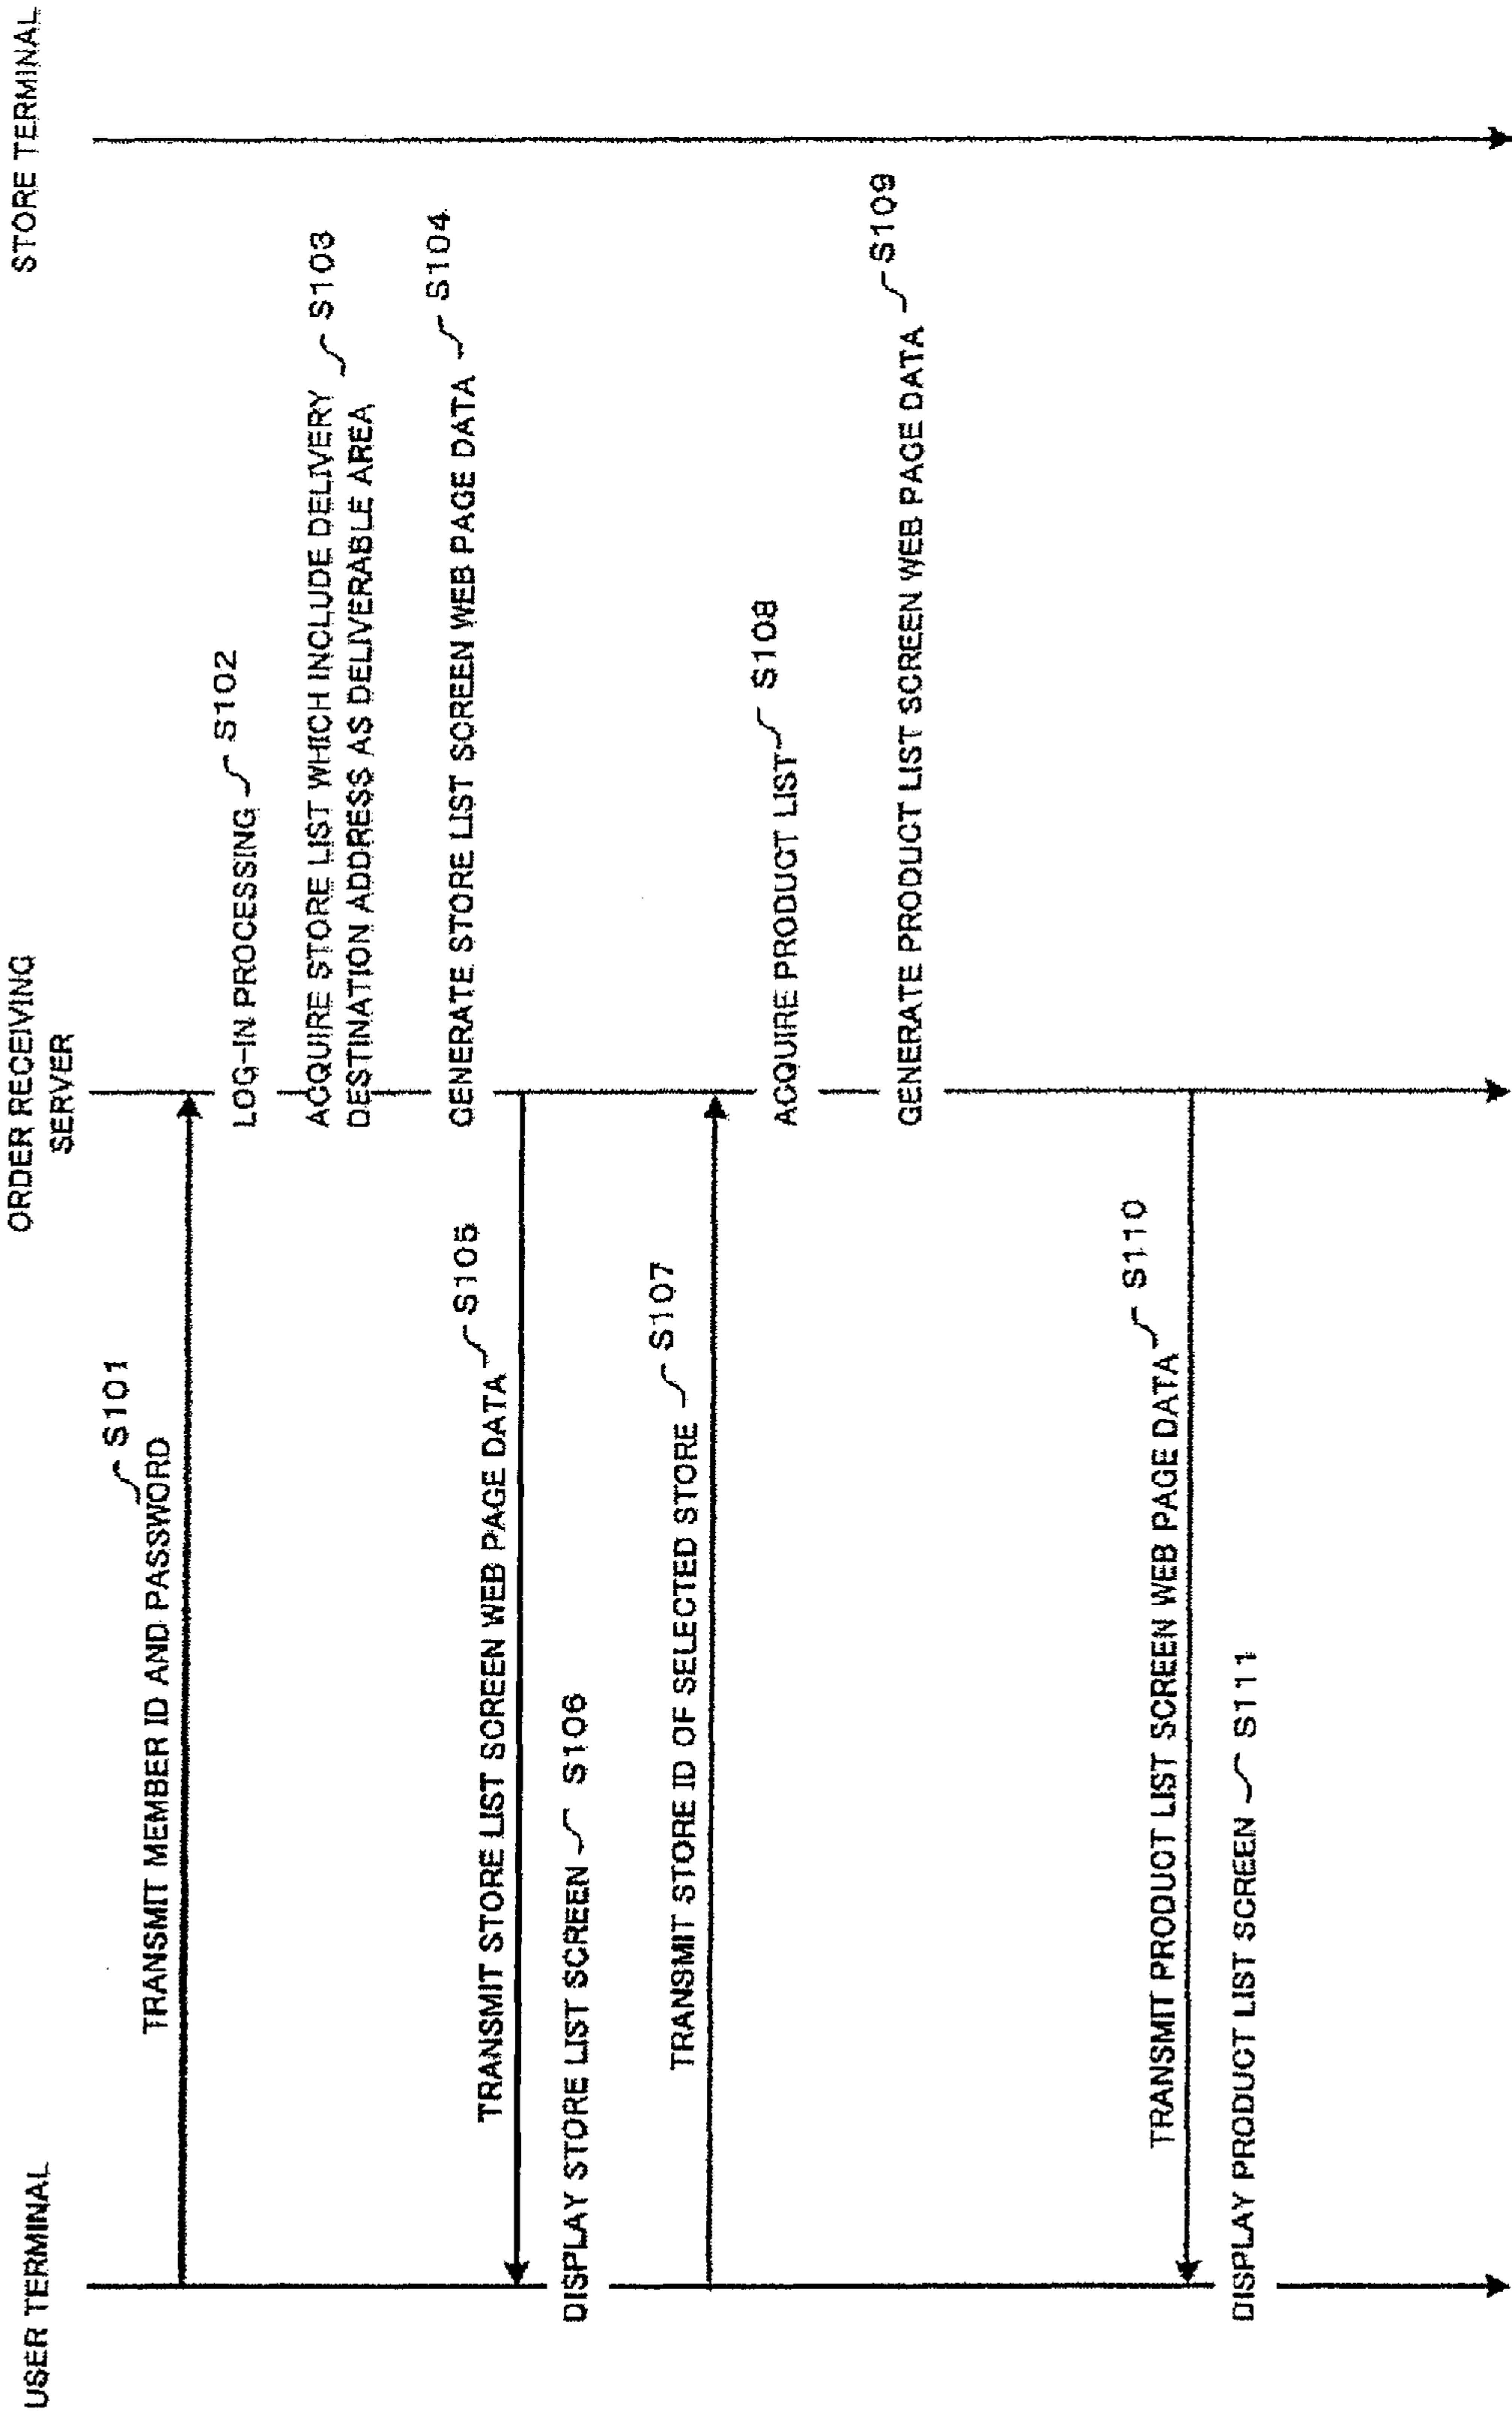 USER TERMINAL
ORDER RECEIVING
SERVER
STORE TERMINAL
S101
TRANSMIT MEMBER ID AND PASSWORD
LOG-IN PROCESSING S102
ACQUIRE STORE LIST WHICH INCLUDE DELIVERY S103
DESTINATION ADDRESS AS DELIVERABLE AREA
GENERATE STORE LIST SCREEN WEB PAGE DATA S104
TRANSMIT STORE LIST SCREEN WEB PAGE DATA S105
DISPLAY STORE LIST SCREEN S106
TRANSMIT STORE ID OF SELECTED STORE S107
ACQUIRE PRODUCT LIST S108
GENERATE PRODUCT LIST SCREEN WEB PAGE DATA S109
TRANSMIT PRODUCT LIST SCREEN WEB PAGE DATA S110
DISPLAY PRODUCT LIST SCREEN S111